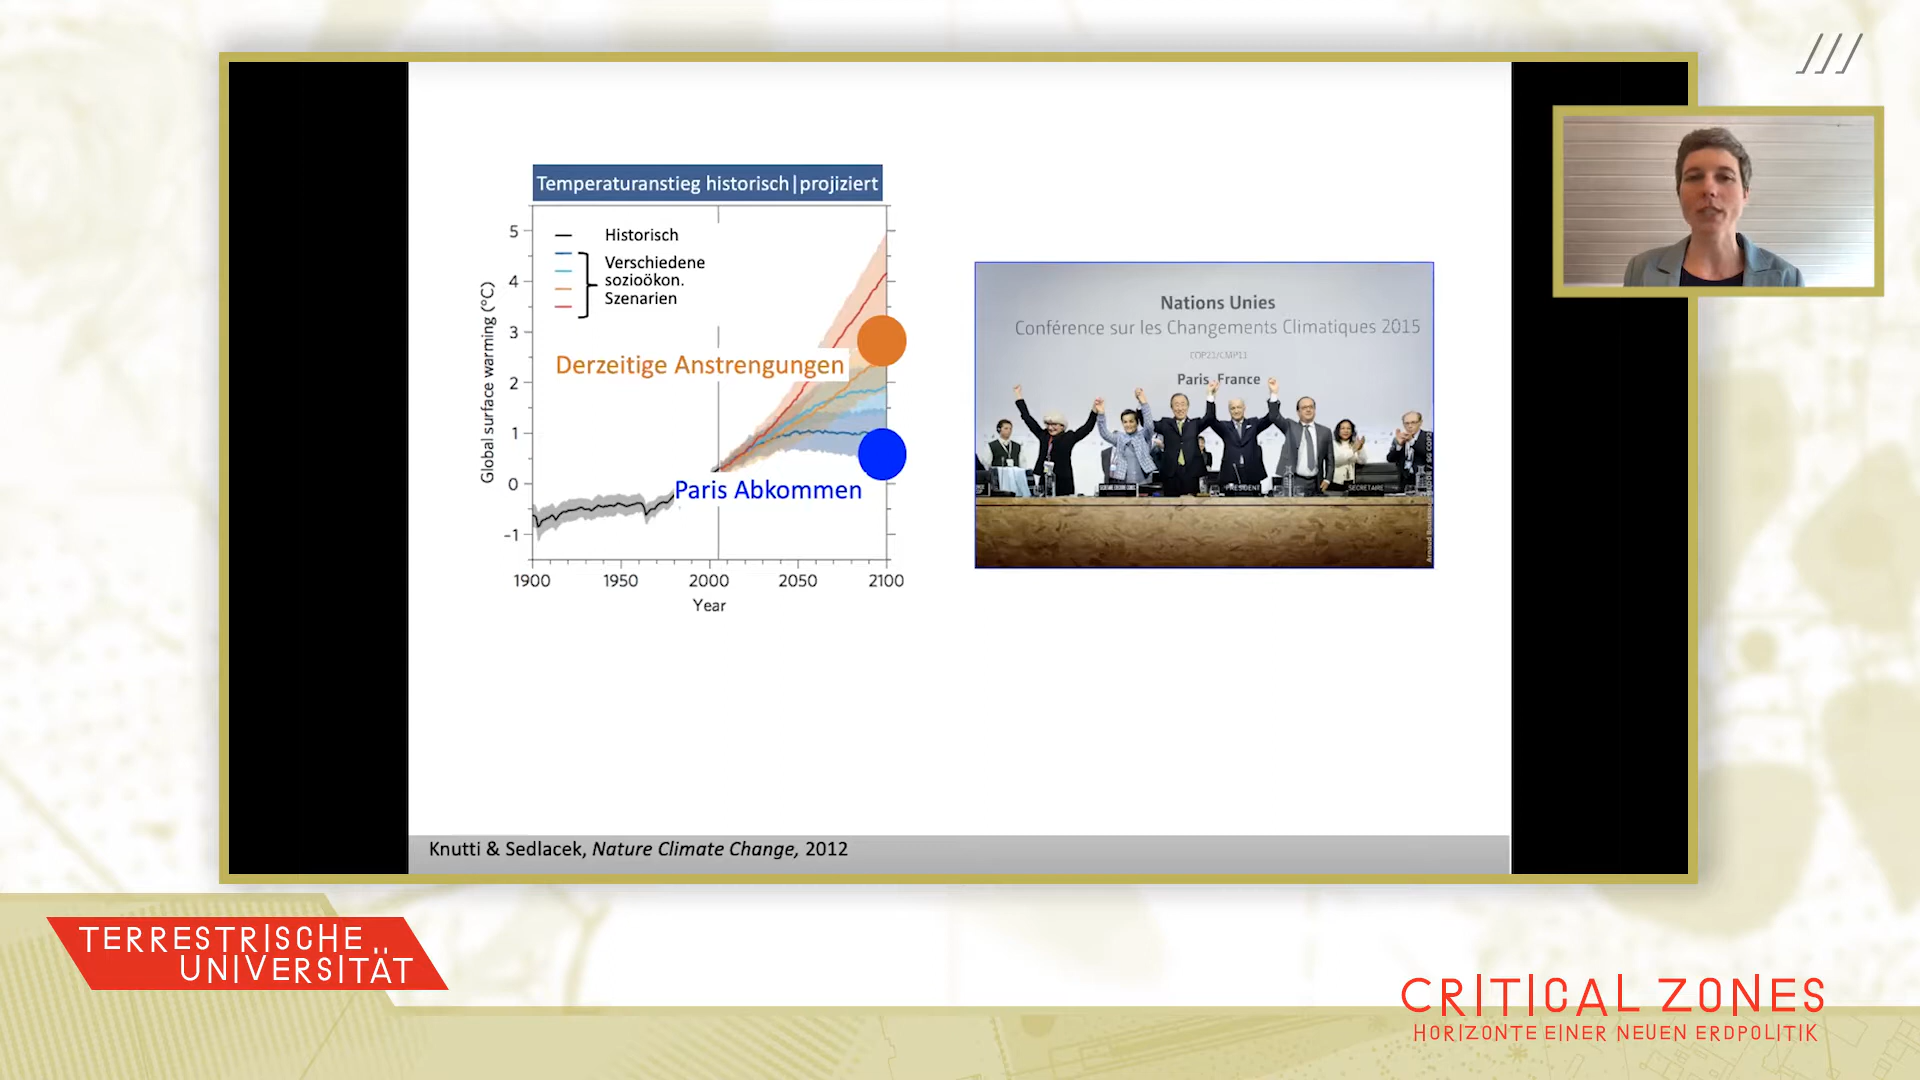 Temperaturanstieg historisch|projiziert
5
4
3
2
1
0
-1
Global surface warming (°C)
Historisch
Verschiedene
sozioökon.
Szenarien
Derzeitige Anstrengungen
Paris Abkommen
1900 1950 2000 2050 2100
Year
Nations Unies
Conférence sur les Changements Climatiques 2015
COP21/CMP11
Paris, France
PRESIDENT
SECRETAIRE
Knutti & Sedlacek, Nature Climate Change, 2012
TERRESTRISCHE
UNIVERSITÄT
CRITICAL ZONES
HORIZONTE EINER NEUEN ERDPOLITIK